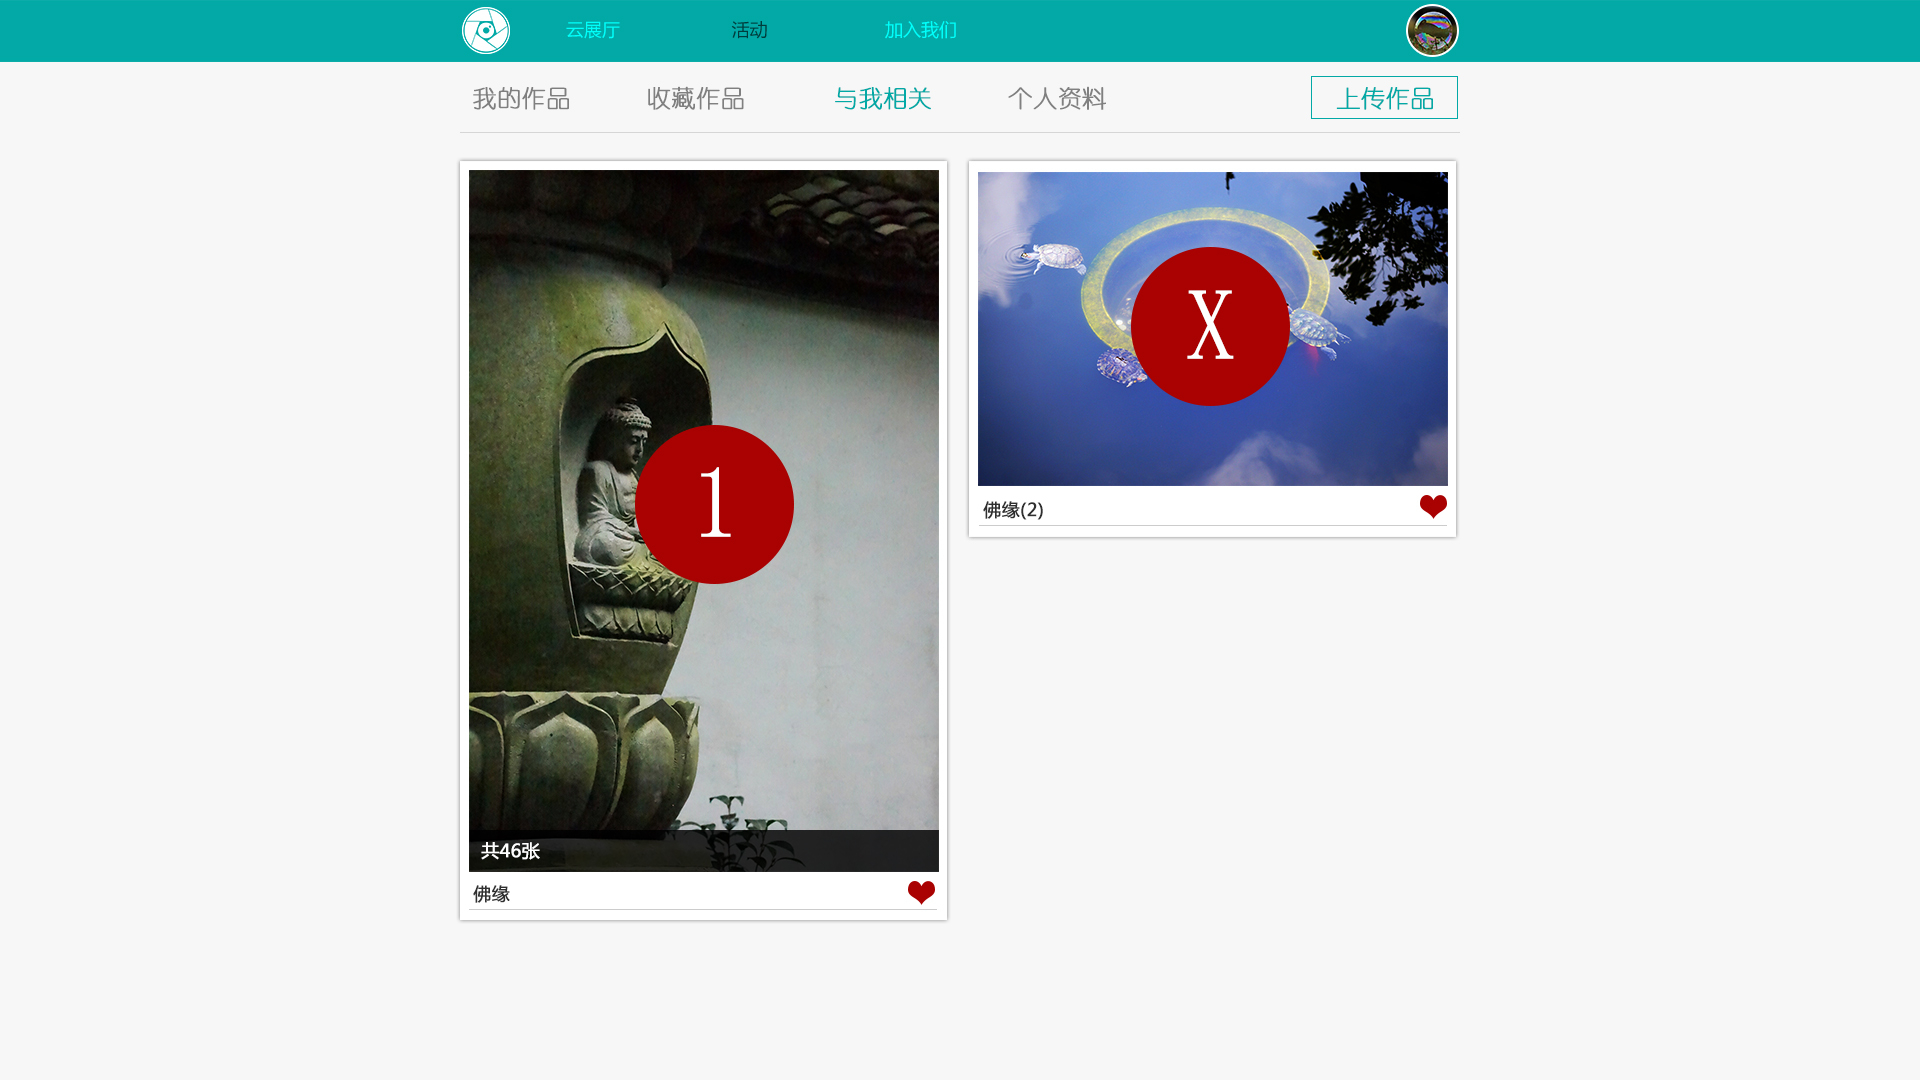 云展厅 活动 加入我们
我的作品 收藏作品 与我相关 个人资料 上传作品
1
共46张
佛缘
X
佛缘(2)